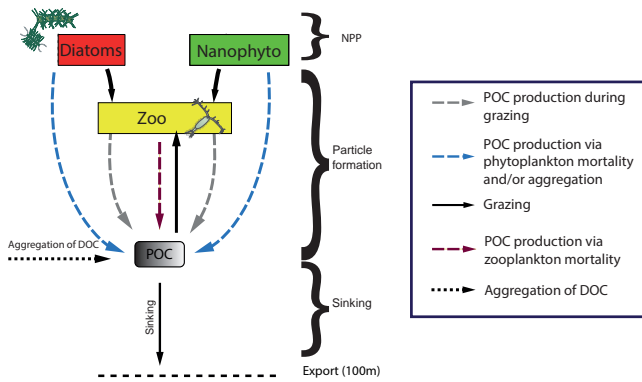 NPP
Diatoms
Nanophyto
Zoo
Particle
formation
Aggregation of DOC
POC
Sinking
Sinking
Export (100m)
POC production during
grazing
POC production via
phytoplankton mortality
and/or aggregation
Grazing
POC production via
zooplankton mortality
Aggregation of DOC